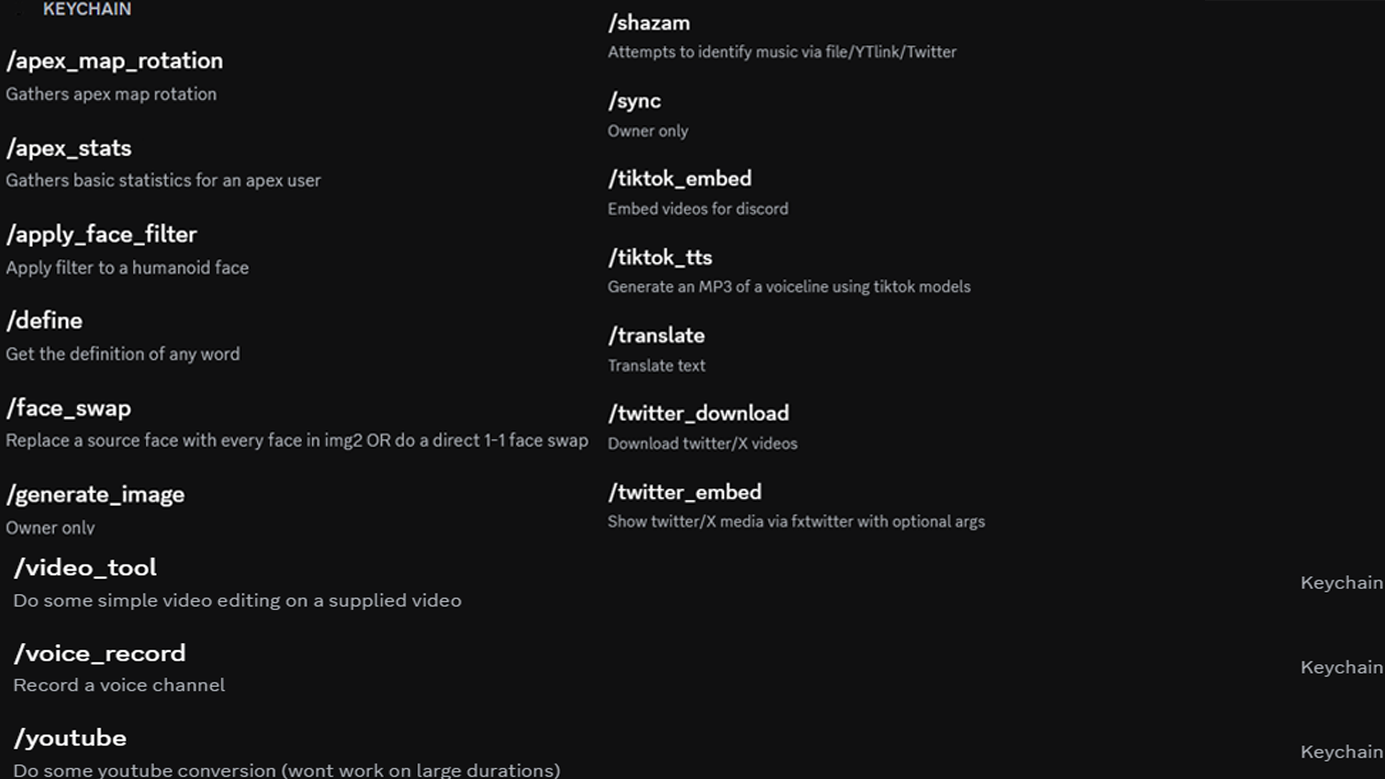 KEYCHAIN
/apex_map_rotation
Gathers apex map rotation
/apex_stats
Gathers basic statistics for an apex user
/apply_face_filter
Apply filter to a humanoid face
/define
Get the definition of any word
/face_swap
Replace a source face with every face in img2 OR do a direct 1-1 face swap
/generate_image
Owner only
/shazam
Attempts to identify music via file/YTlink/Twitter
/sync
Owner only
/tiktok_embed
Embed videos for discord
/tiktok_tts
Generate an MP3 of a voiceline using tiktok models
/translate
Translate text
/twitter_download
Download twitter/X videos
/twitter_embed
Show twitter/X media via fxtwitter with optional args
/video_tool
Do some simple video editing on a supplied video
Keychain
/voice_record
Record a voice channel
Keychain
/youtube
Do some youtube conversion (wont work on large durations)
Keychain